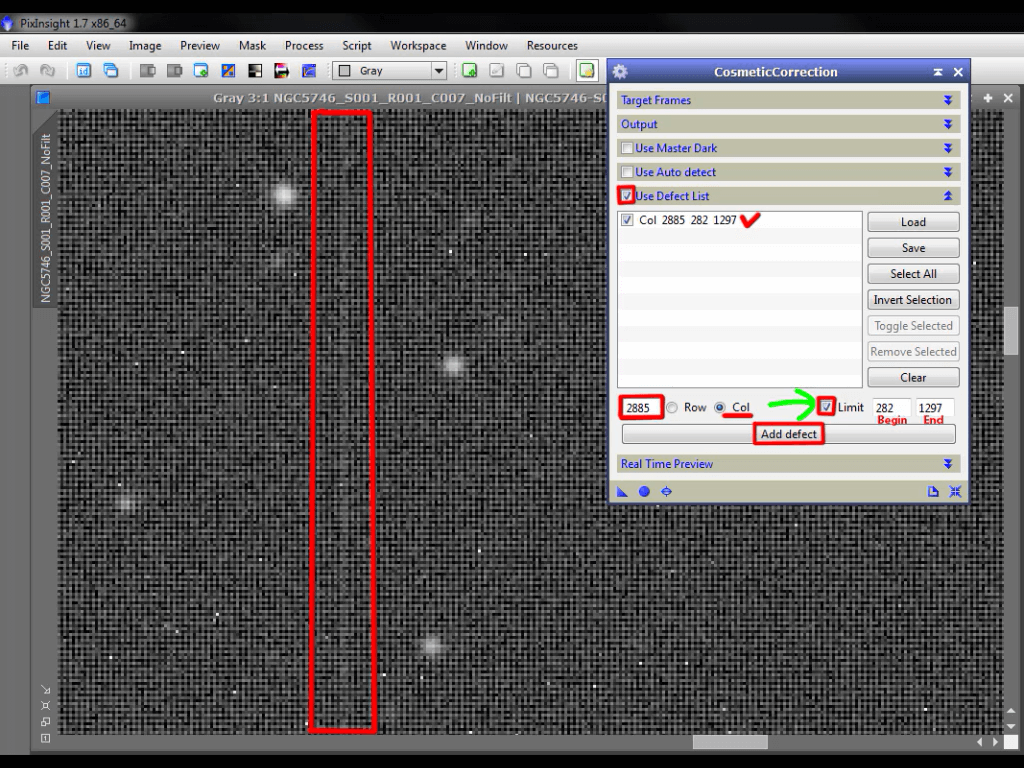 PixInsight 1.7 x86_64
File Edit View Image Preview Mask Process Script Workspace Window Resources
Gray
Gray 3:1 NGC5746_S001_R001_C007_NoFilt | NGC5746-S0
NGC5746_S001_R001_C007_NoFilt
CosmeticCorrection
Target Frames
Output
Use Master Dark
Use Auto detect
Use Defect List
Col 2885 282 1297
Load
Save
Select All
Invert Selection
Toggle Selected
Remove Selected
Clear
2885 Row Col Limit 282 1297
Begin End
Add defect
Real Time Preview